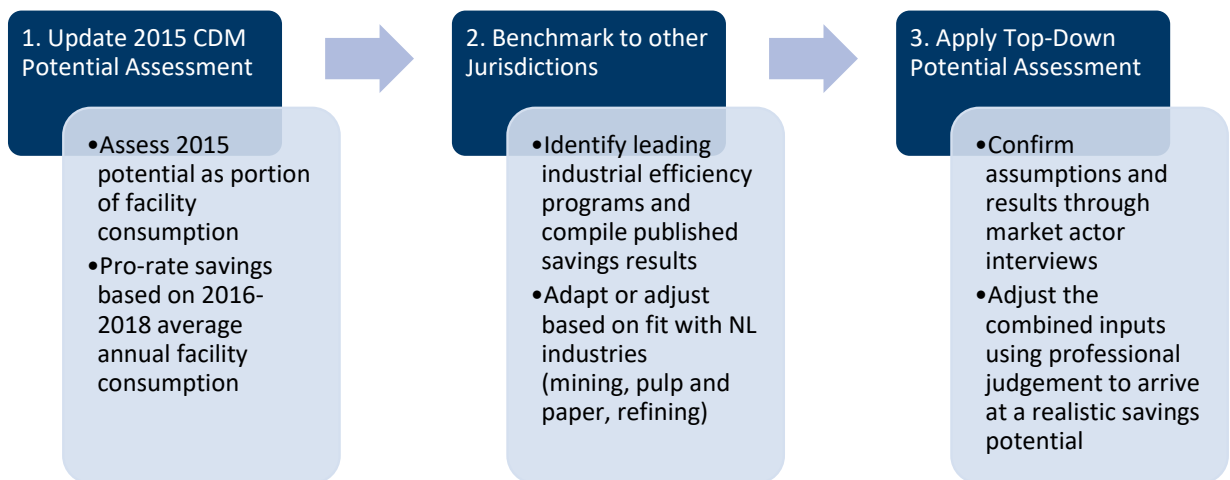 1. Update 2015 CDM
Potential Assessment
•Assess 2015
potential as portion
of facility
consumption
•Pro-rate savings
based on 2016-
2018 average
annual facility
consumption
2. Benchmark to other
Jurisdictions
•Identify leading
industrial efficiency
programs and
compile published
savings results
•Adapt or adjust
based on fit with NL
industries
(mining, pulp and
paper, refining)
3. Apply Top-Down
Potential Assessment
•Confirm
assumptions and
results through
market actor
interviews
•Adjust the
combined inputs
using professional
judgement to arrive
at a realistic savings
potential